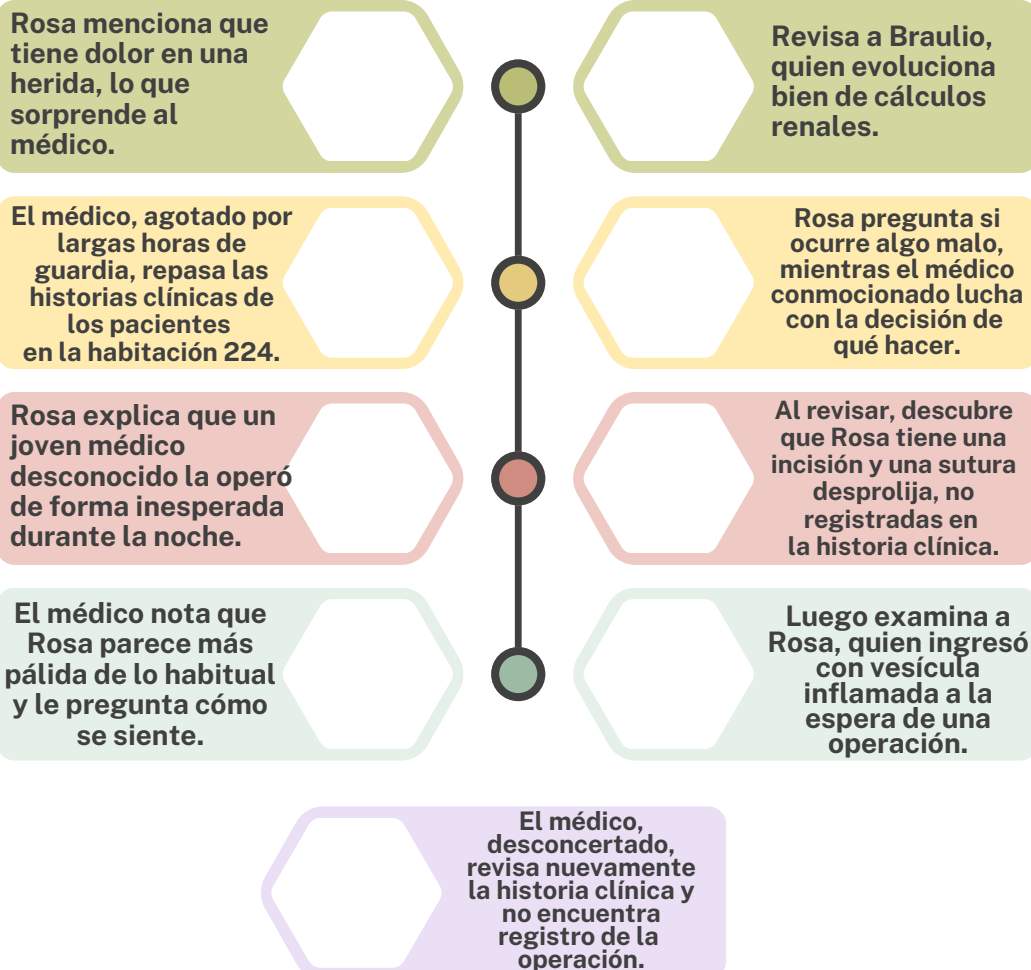 Rosa menciona que
tiene dolor en una
herida, lo que
sorprende al
médico.
Revisa a Braulio,
quien evoluciona
bien de cálculos
renales.
El médico, agotado por
largas horas de
guardia, repasa las
historias clínicas de
los pacientes
en la habitación 224.
Rosa pregunta si
ocurre algo malo,
mientras el médico
conmocionado lucha
con la decisión de
qué hacer.
Rosa explica que un
joven médico
desconocido la operó
de forma inesperada
durante la noche.
Al revisar, descubre
que Rosa tiene una
incisión y una sutura
desprolija, no
registradas en
la historia clínica.
El médico nota que
Rosa parece más
pálida de lo habitual
y le pregunta cómo
se siente.
Luego examina a
Rosa, quien ingresó
con vesícula
inflamada a la
espera de una
operación.
El médico,
desconcertado,
revisa nuevamente
la historia clínica y
no encuentra
registro de la
operación.